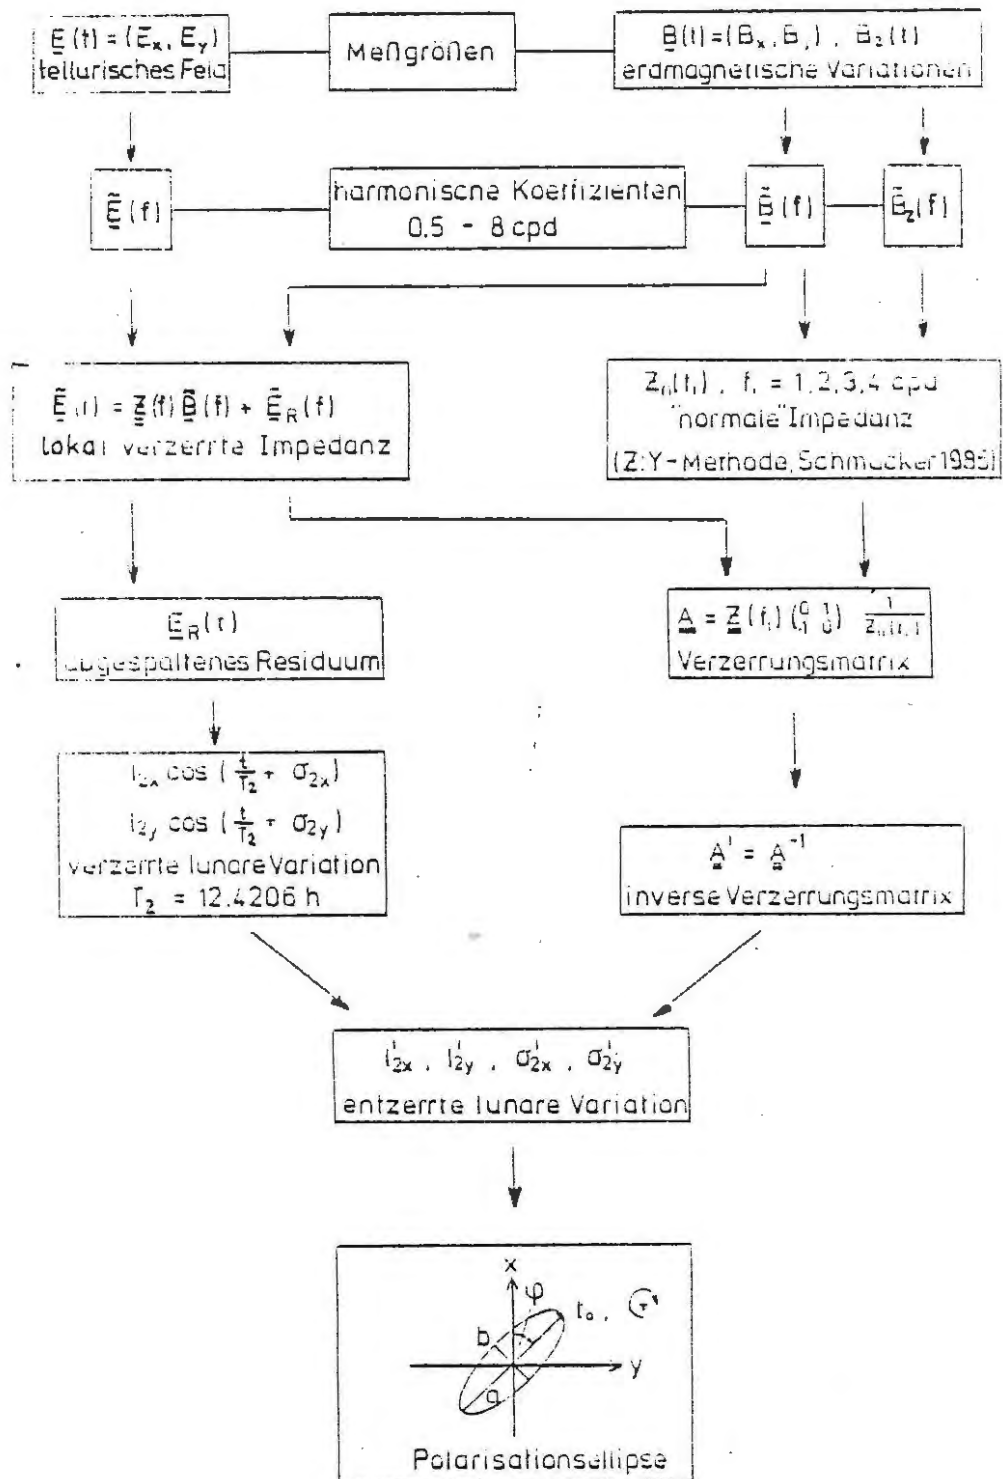 E(t) = (Ex, Ey)
tellurisches Feld
Meßgrößen
B(t) = (Bx, By), Bz(t)
erdmagnetische Variationen
Ẽ(f)
harmonische Koeffizienten
0.5 - 8 cpd
B̃(f)
B̃z(f)
Ẽ(f) = Z(f) B̃(f) + ẼR(f)
lokal verzerrte Impedanz
Zn(fi), fi = 1,2,3,4 cpd
"normale" Impedanz
(Z:Y-Methode, Schmucker 1985)
ER(t)
abgespaltenes Residuum
A = Z(fi) (0 1 -1 0) 1/Zn(fi)
Verzerrungsmatrix
l2x cos (t/T2 + σ2x)
l2y cos (t/T2 + σ2y)
verzerrte lunare Variation
T2 = 12.4206 h
A' = A⁻¹
inverse Verzerrungsmatrix
l'2x, l'2y, σ'2x, σ'2y
entzerrte lunare Variation
x
φ
t₀,
b
y
a
Polarisationsellipse